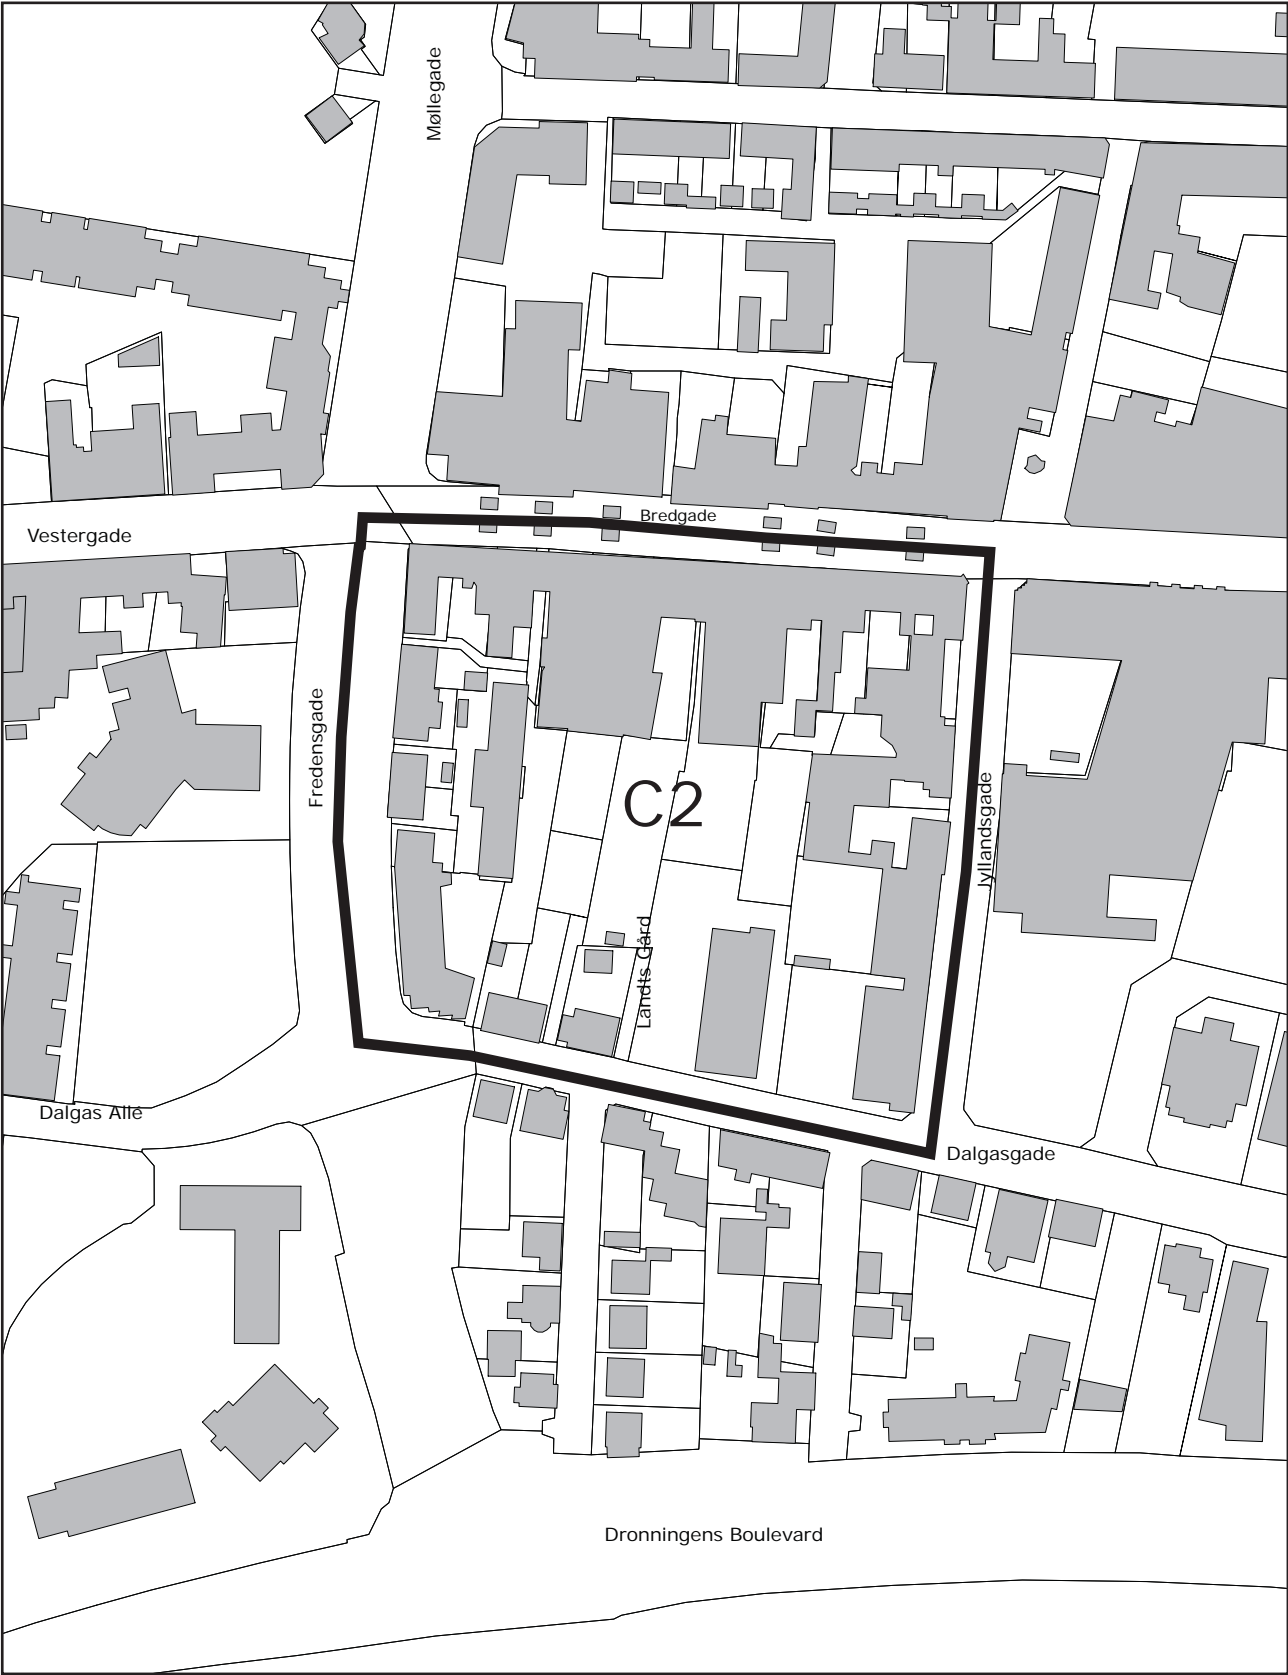 Møllegade
Bredgade
Vestergade
Fredensgade
C2
Jyllandsgade
Landts Gård
Dalgas Allé
Dalgasgade
Dronningens Boulevard